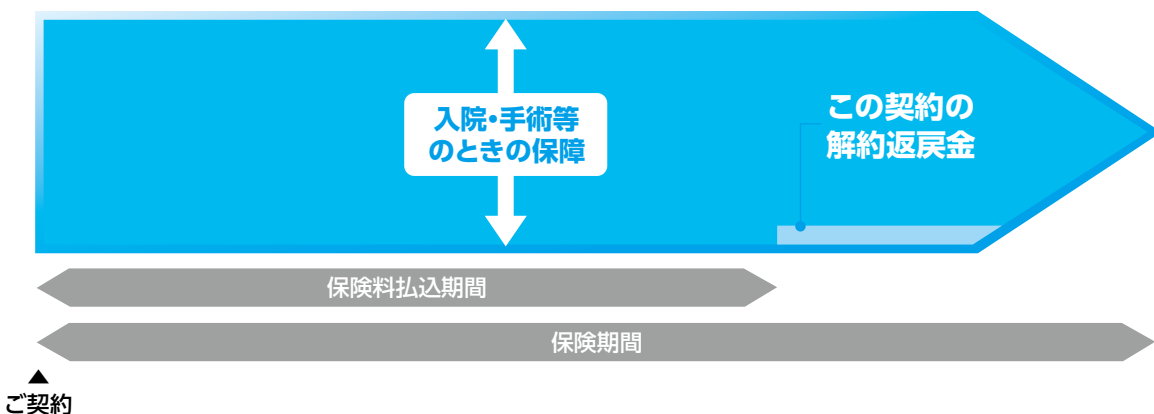 入院・手術等
のときの保障
この契約の
解約返戻金
保険料払込期間
保険期間
▲
ご契約